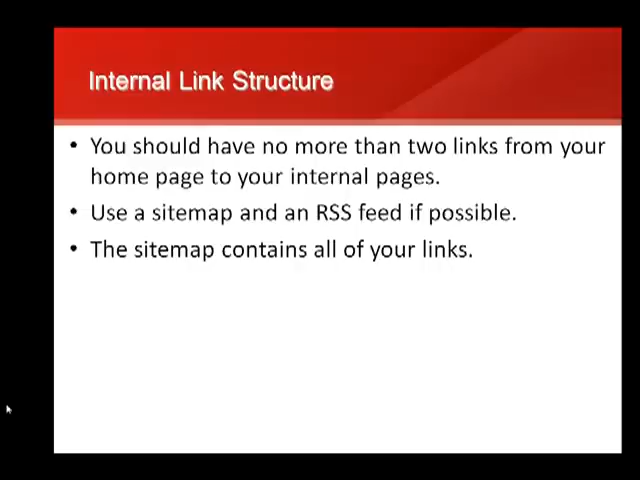 Internal Link Structure
• You should have no more than two links from your
home page to your internal pages.
• Use a sitemap and an RSS feed if possible.
• The sitemap contains all of your links.